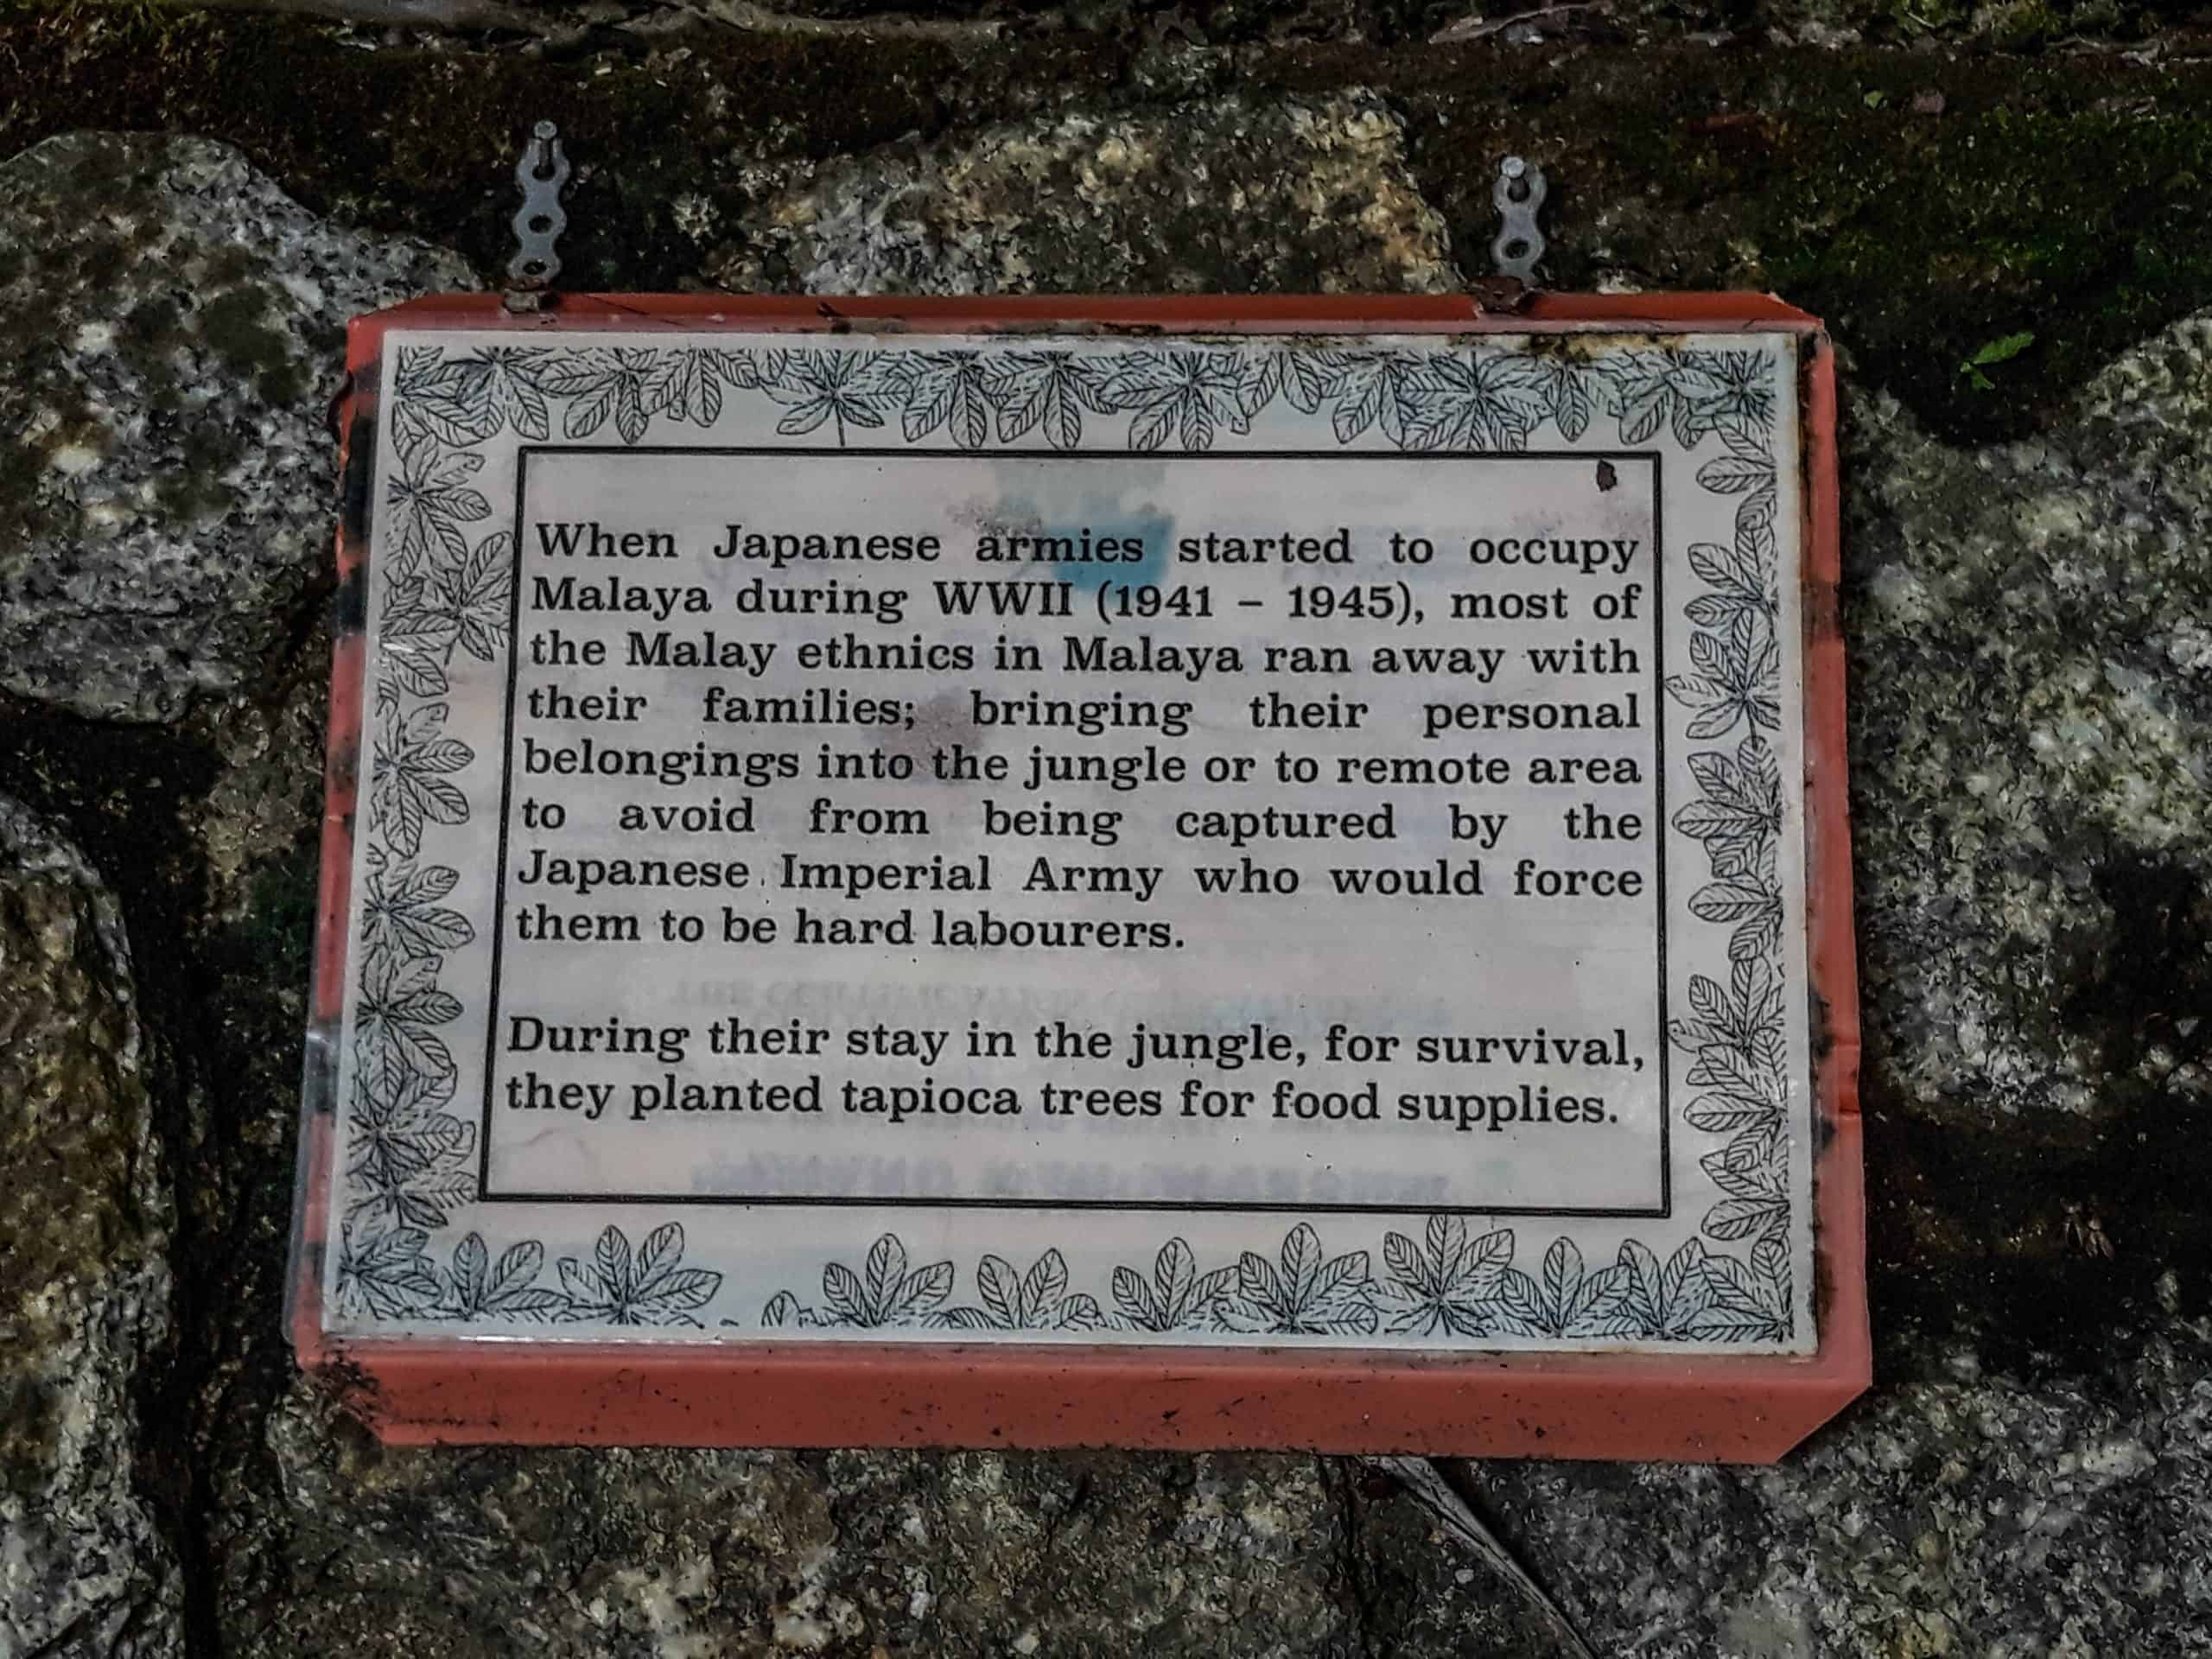 When Japanese armies started to occupy
Malaya during WWII (1941 – 1945), most of
the Malay ethnics in Malaya ran away with
their families; bringing their personal
belongings into the jungle or to remote area
to avoid from being captured by the
Japanese Imperial Army who would force
them to be hard labourers.
During their stay in the jungle, for survival,
they planted tapioca trees for food supplies.